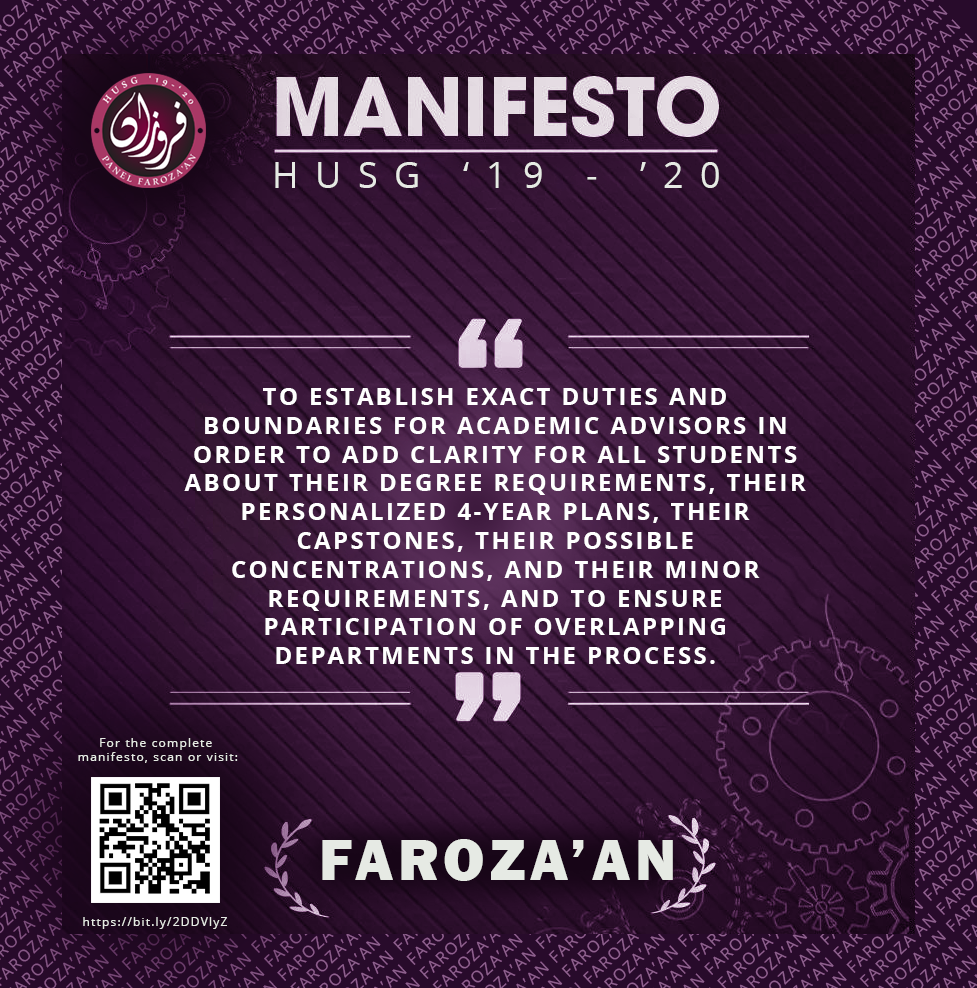 HUSG '19-'20
فروزاں
PANEL FAROZA'AN
MANIFESTO
HUSG ‘19 - ’20
“
TO ESTABLISH EXACT DUTIES AND
BOUNDARIES FOR ACADEMIC ADVISORS IN
ORDER TO ADD CLARITY FOR ALL STUDENTS
ABOUT THEIR DEGREE REQUIREMENTS, THEIR
PERSONALIZED 4-YEAR PLANS, THEIR
CAPSTONES, THEIR POSSIBLE
CONCENTRATIONS, AND THEIR MINOR
REQUIREMENTS, AND TO ENSURE
PARTICIPATION OF OVERLAPPING
DEPARTMENTS IN THE PROCESS.
”
For the complete
manifesto, scan or visit:
https://bit.ly/2DDVlyZ
FAROZA’AN